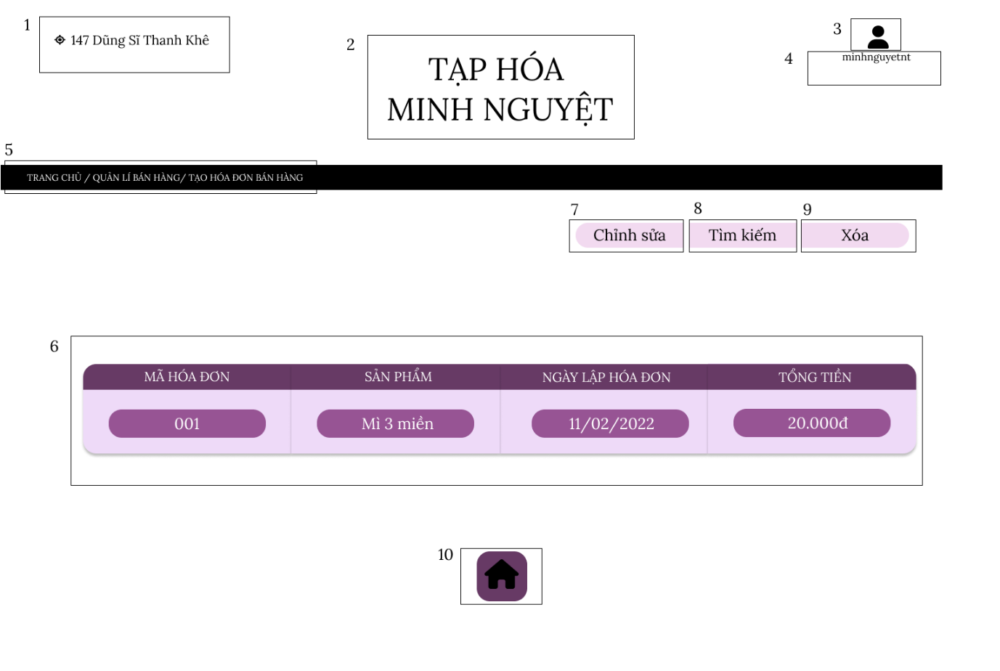 1
147 Dũng Sĩ Thanh Khê
2
TẠP HÓA
MINH NGUYỆT
3
4
minhnguyetnt
5
TRANG CHỦ / QUẢN LÍ BÁN HÀNG/ TẠO HÓA ĐƠN BÁN HÀNG
7
8
9
Chỉnh sửa
Tìm kiếm
Xóa
6
MÃ HÓA ĐƠN
SẢN PHẨM
NGÀY LẬP HÓA ĐƠN
TỔNG TIỀN
001
Mì 3 miền
11/02/2022
20.000đ
10